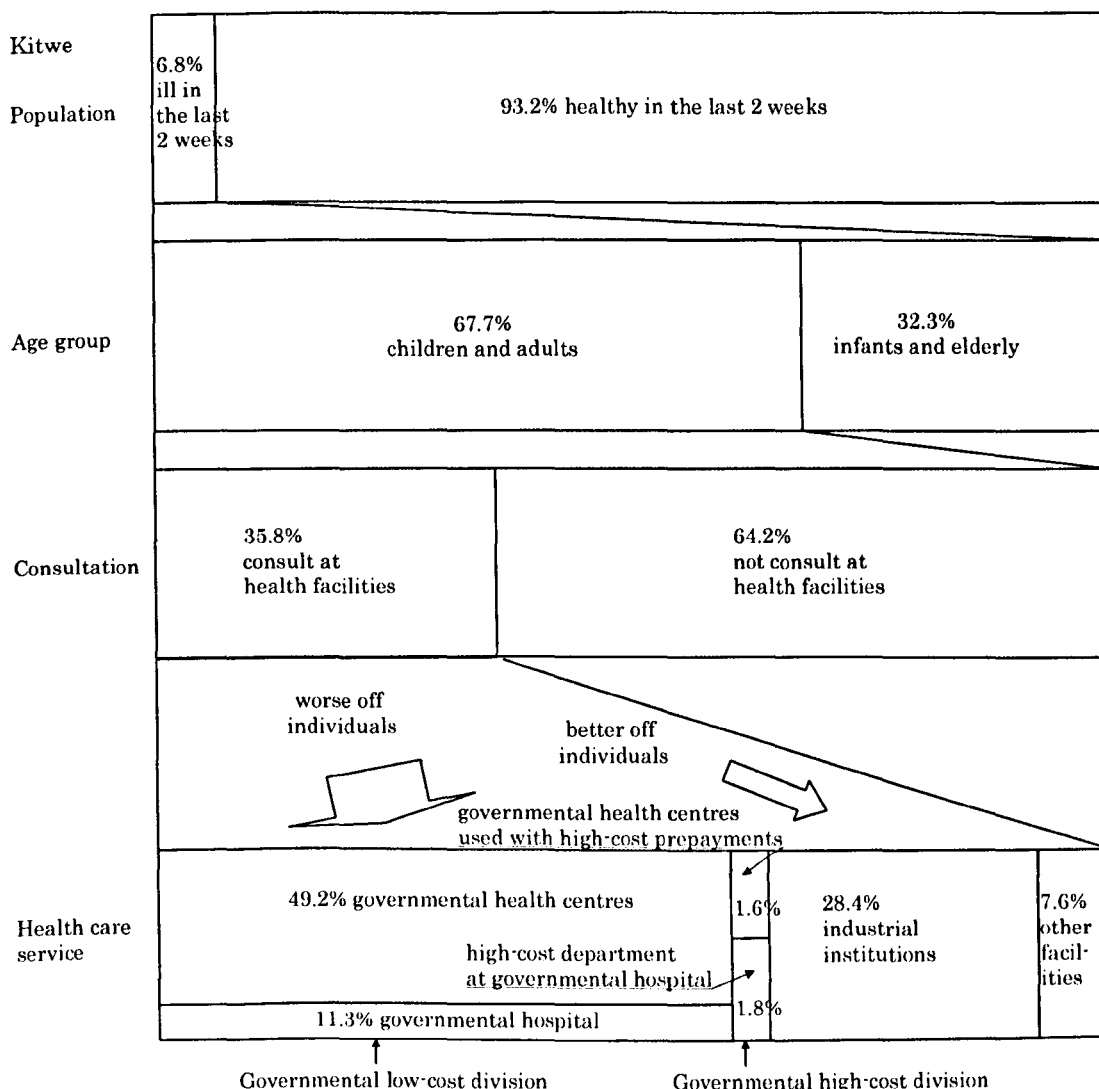 Kitwe
Population
6.8%
ill in
the last
2 weeks
93.2% healthy in the last 2 weeks
Age group
67.7%
children and adults
32.3%
infants and elderly
Consultation
35.8%
consult at
health facilities
64.2%
not consult at
health facilities
worse off
individuals
better off
individuals
governmental health centres
used with high-cost prepayments
Health care
service
49.2% governmental health centres
1.6%
28.4%
industrial
institutions
7.6%
other
facil-
ities
high-cost department
at governmental hospital
1.8%
11.3% governmental hospital
Governmental low-cost division
Governmental high-cost division